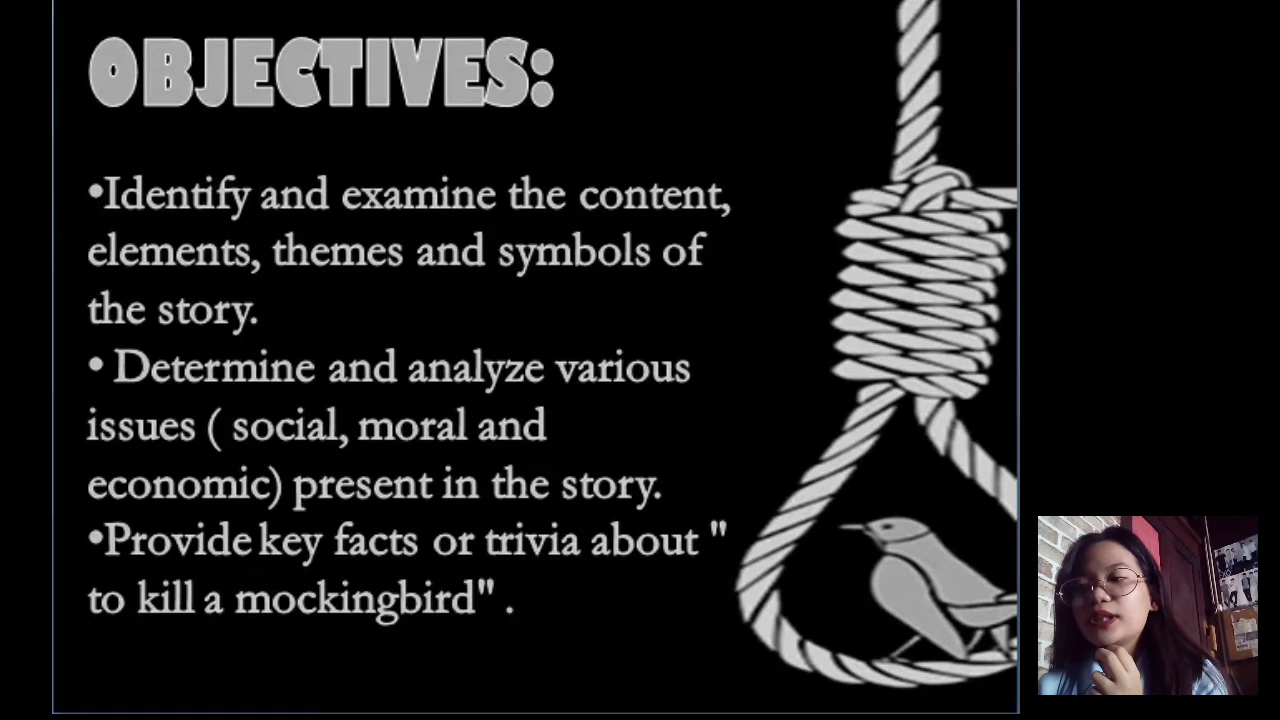 OBJECTIVES:
•Identify and examine the content,
elements, themes and symbols of
the story.
• Determine and analyze various
issues ( social, moral and
economic) present in the story.
•Provide key facts or trivia about "
to kill a mockingbird" .